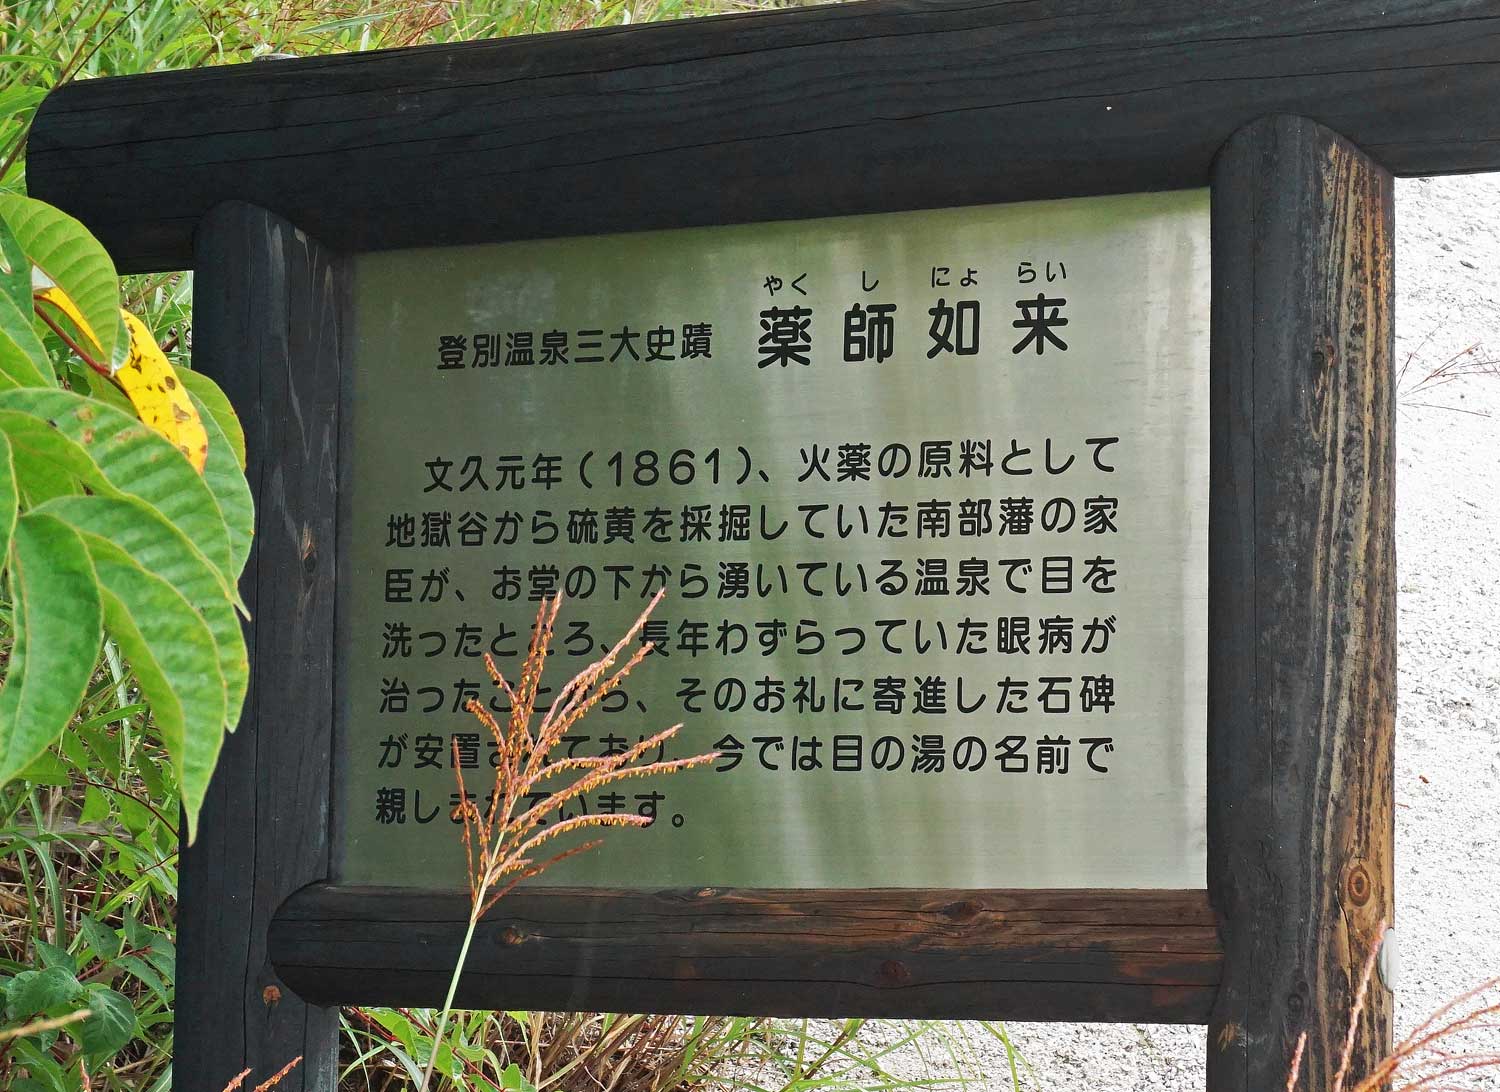 やく し にょ らい
登別温泉三大史蹟 薬師如来
文久元年(1861)、火薬の原料として
地獄谷から硫黄を採掘していた南部藩の家
臣が、お堂の下から湧いている温泉で目を
洗ったところ、長年わずらっていた眼病が
治ったことから、そのお礼に寄進した石碑
が安置されており、今では目の湯の名前で
親しまれています。